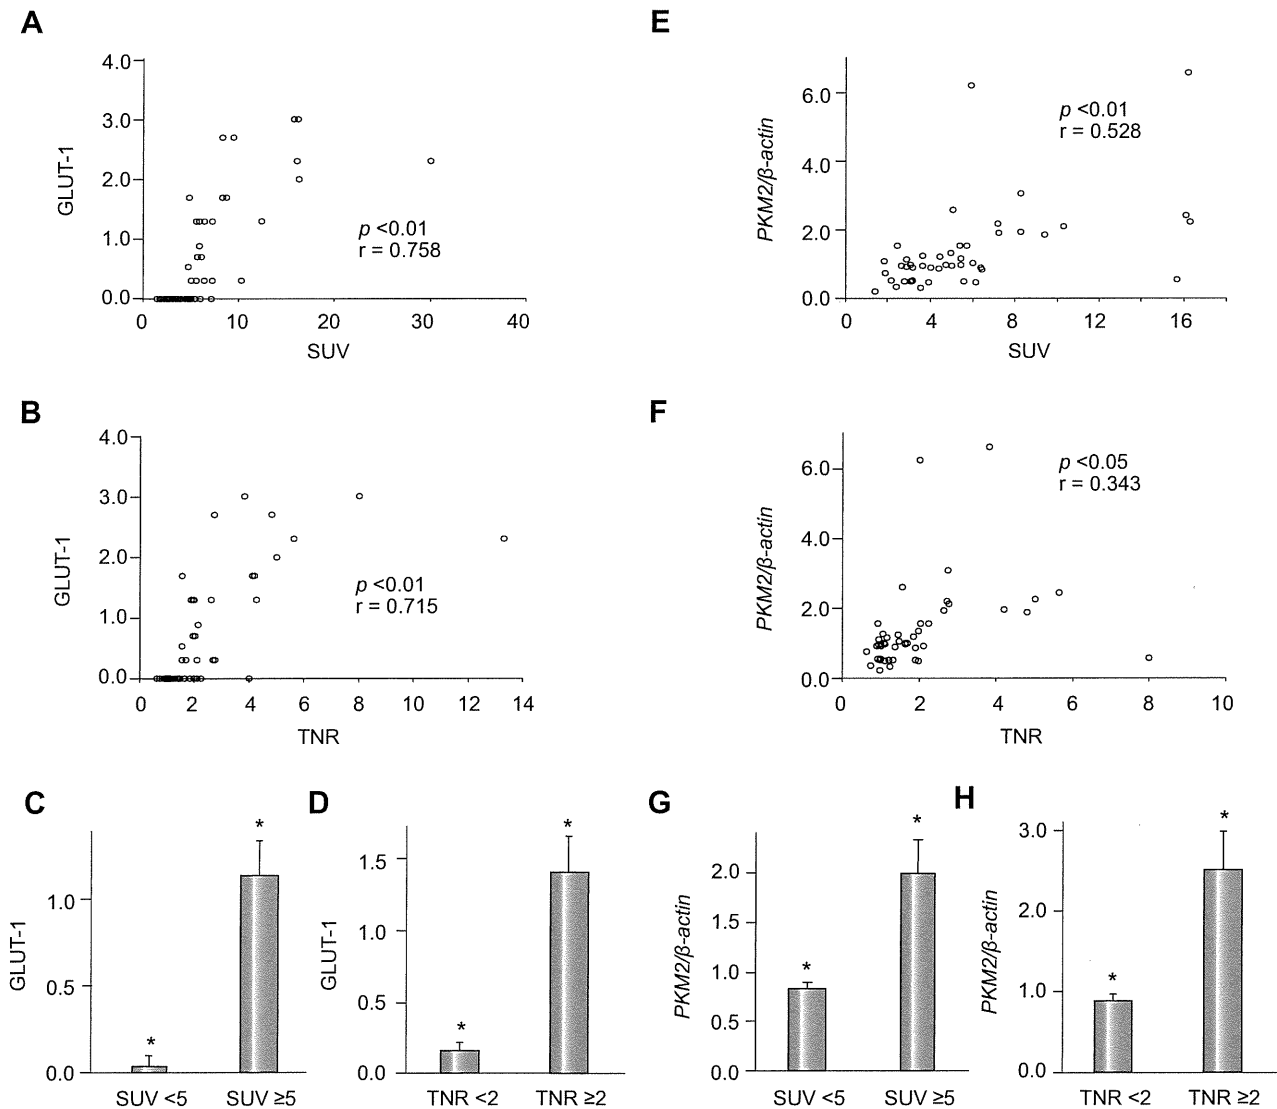 A
4.0
3.0
2.0
1.0
0.0
GLUT-1
0 10 20 30 40
SUV
p <0.01
r = 0.758
E
6.0
4.0
2.0
0.0
PKM2/β-actin
0 4 8 12 16
SUV
p <0.01
r = 0.528
B
4.0
3.0
2.0
1.0
0.0
GLUT-1
0 2 4 6 8 10 12 14
TNR
p <0.01
r = 0.715
F
6.0
4.0
2.0
0.0
PKM2/β-actin
0 2 4 6 8 10
TNR
p <0.05
r = 0.343
C
1.0
0.5
0.0
GLUT-1
*
*
SUV <5 SUV ≥5
D
1.5
1.0
0.5
0.0
GLUT-1
*
*
TNR <2 TNR ≥2
G
2.0
1.5
1.0
0.5
0.0
PKM2/β-actin
*
*
SUV <5 SUV ≥5
H
3.0
2.0
1.0
0.0
PKM2/β-actin
*
*
TNR <2 TNR ≥2